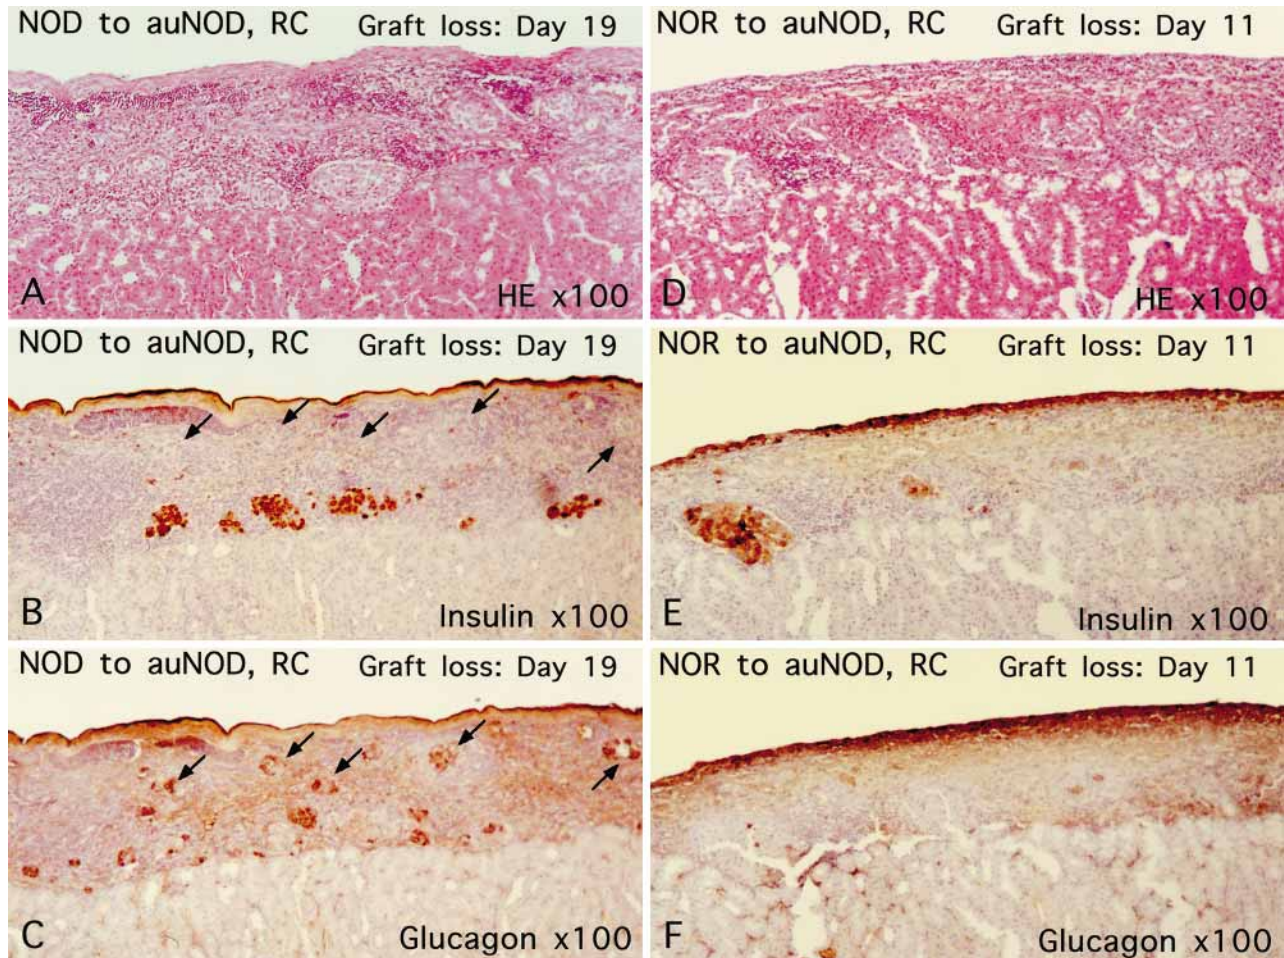 NOD to auNOD, RC Graft loss: Day 19
A HE x100
NOR to auNOD, RC Graft loss: Day 11
D HE x100
NOD to auNOD, RC Graft loss: Day 19
B Insulin x100
NOR to auNOD, RC Graft loss: Day 11
E Insulin x100
NOD to auNOD, RC Graft loss: Day 19
C Glucagon x100
NOR to auNOD, RC Graft loss: Day 11
F Glucagon x100